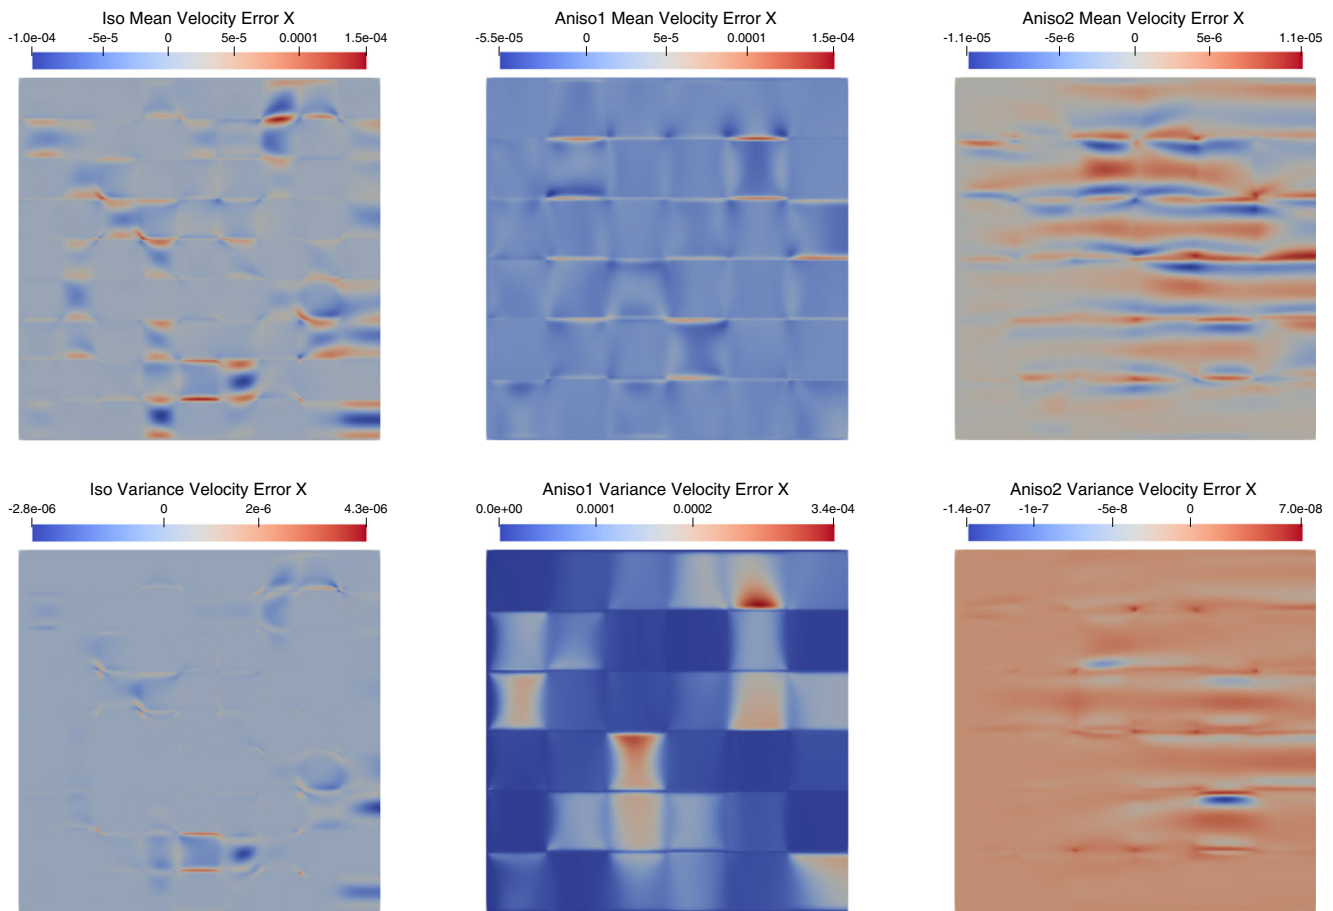 Iso Mean Velocity Error X
-1.0e-04 -5e-5 0 5e-5 0.0001 1.5e-04
Aniso1 Mean Velocity Error X
-5.5e-05 0 5e-5 0.0001 1.5e-04
Aniso2 Mean Velocity Error X
-1.1e-05 -5e-6 0 5e-6 1.1e-05
Iso Variance Velocity Error X
-2.8e-06 0 2e-6 4.3e-06
Aniso1 Variance Velocity Error X
0.0e+00 0.0001 0.0002 3.4e-04
Aniso2 Variance Velocity Error X
-1.4e-07 -1e-7 -5e-8 0 7.0e-08